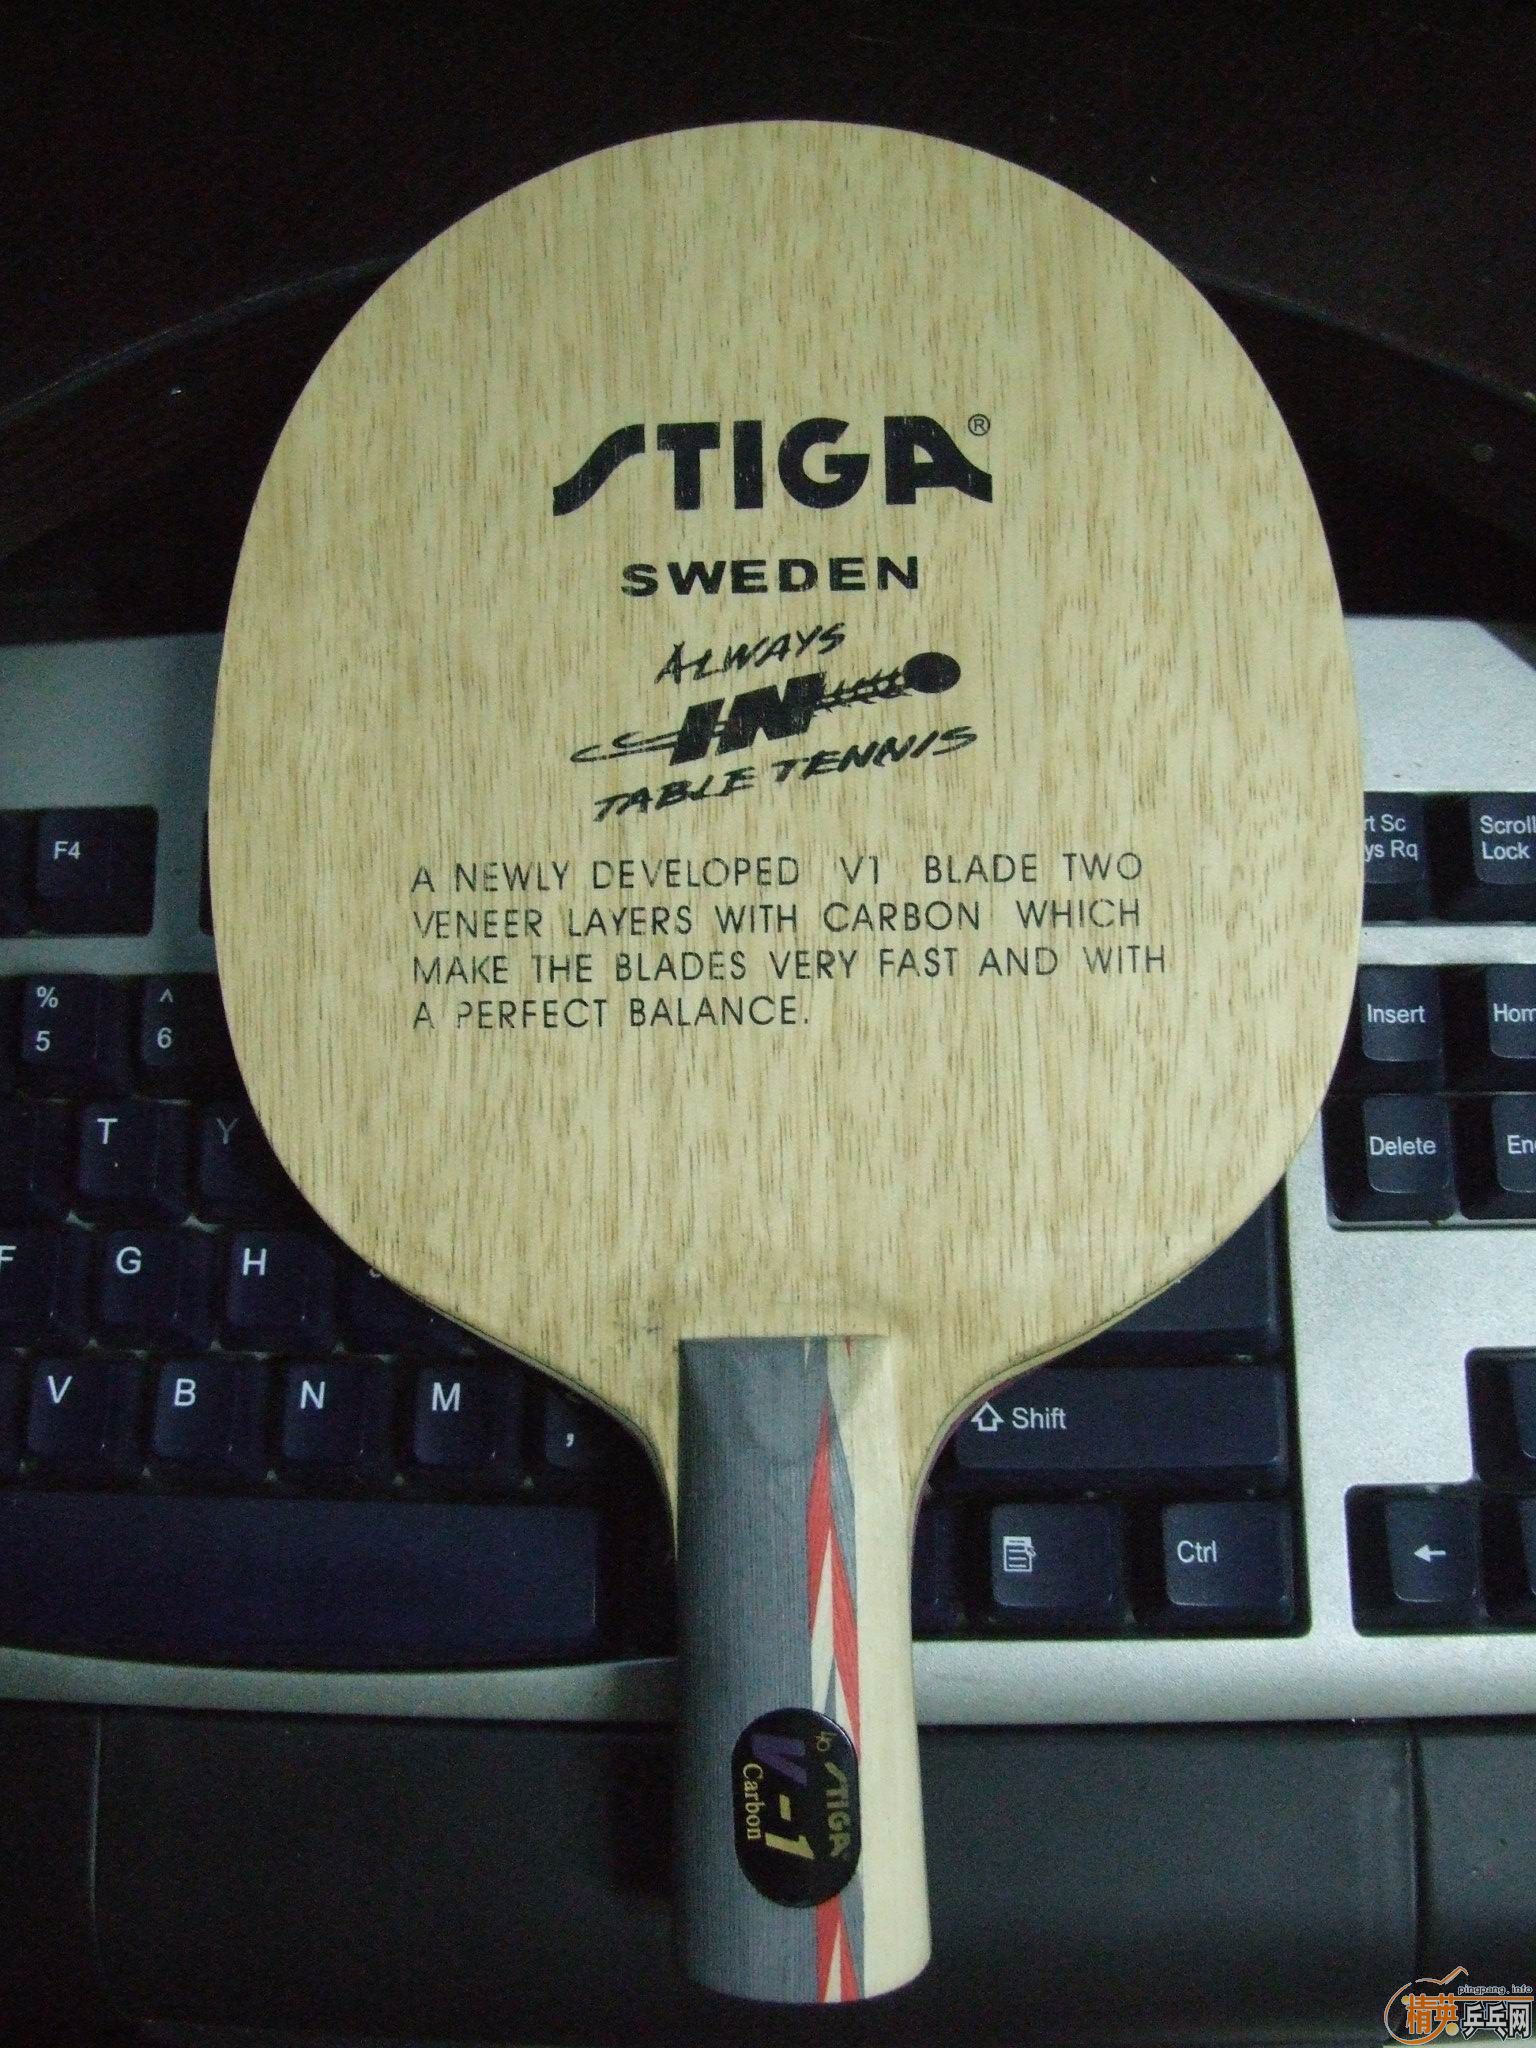 STIGA®
SWEDEN
ALWAYS
IN
TABLE TENNIS
A NEWLY DEVELOPED V1 BLADE TWO
VENEER LAYERS WITH CARBON WHICH
MAKE THE BLADES VERY FAST AND WITH
A PERFECT BALANCE.
STIGA
V-1
Carbon
F4
Scroll
Lock
%
5
^
6
Insert
T
Y
Delete
F
G
H
V
B
N
M
,
Shift
Ctrl
←
pingpang.info
精英乒乓网